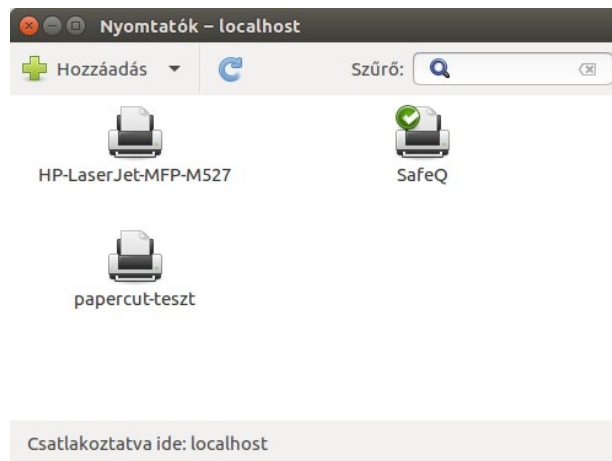 Nyomtatók – localhost
Hozzáadás Szűrő:
HP-LaserJet-MFP-M527 SafeQ
papercut-teszt
Csatlakoztatva ide: localhost